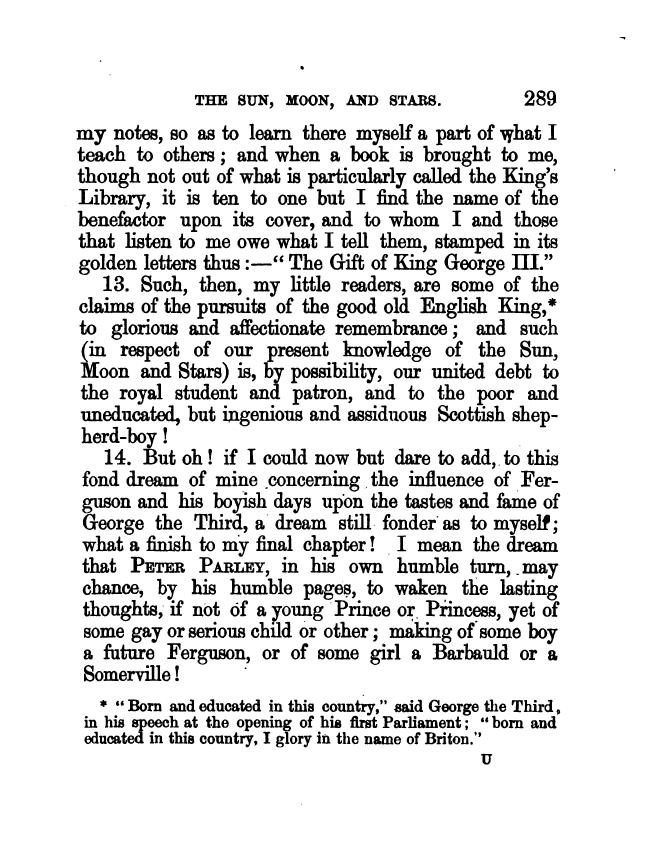 THE SUN, MOON, AND STARS. 289
my notes, so as to learn there myself a part of what I
teach to others; and when a book is brought to me,
though not out of what is particularly called the King's
Library, it is ten to one but I find the name of the
benefactor upon its cover, and to whom I and those
that listen to me owe what I tell them, stamped in its
golden letters thus:—“The Gift of King George III.”
13. Such, then, my little readers, are some of the
claims of the pursuits of the good old English King,*
to glorious and affectionate remembrance; and such
(in respect of our present knowledge of the Sun,
Moon and Stars) is, by possibility, our united debt to
the royal student and patron, and to the poor and
uneducated, but ingenious and assiduous Scottish shep-
herd-boy!
14. But oh! if I could now but dare to add, to this
fond dream of mine concerning the influence of Fer-
guson and his boyish days upon the tastes and fame of
George the Third, a dream still fonder as to myself;
what a finish to my final chapter! I mean the dream
that PETER PARLEY, in his own humble turn, may
chance, by his humble pages, to waken the lasting
thoughts, if not of a young Prince or Princess, yet of
some gay or serious child or other; making of some boy
a future Ferguson, or of some girl a Barbauld or a
Somerville!
* “Born and educated in this country,” said George the Third,
in his speech at the opening of his first Parliament; “born and
educated in this country, I glory in the name of Briton.”
U